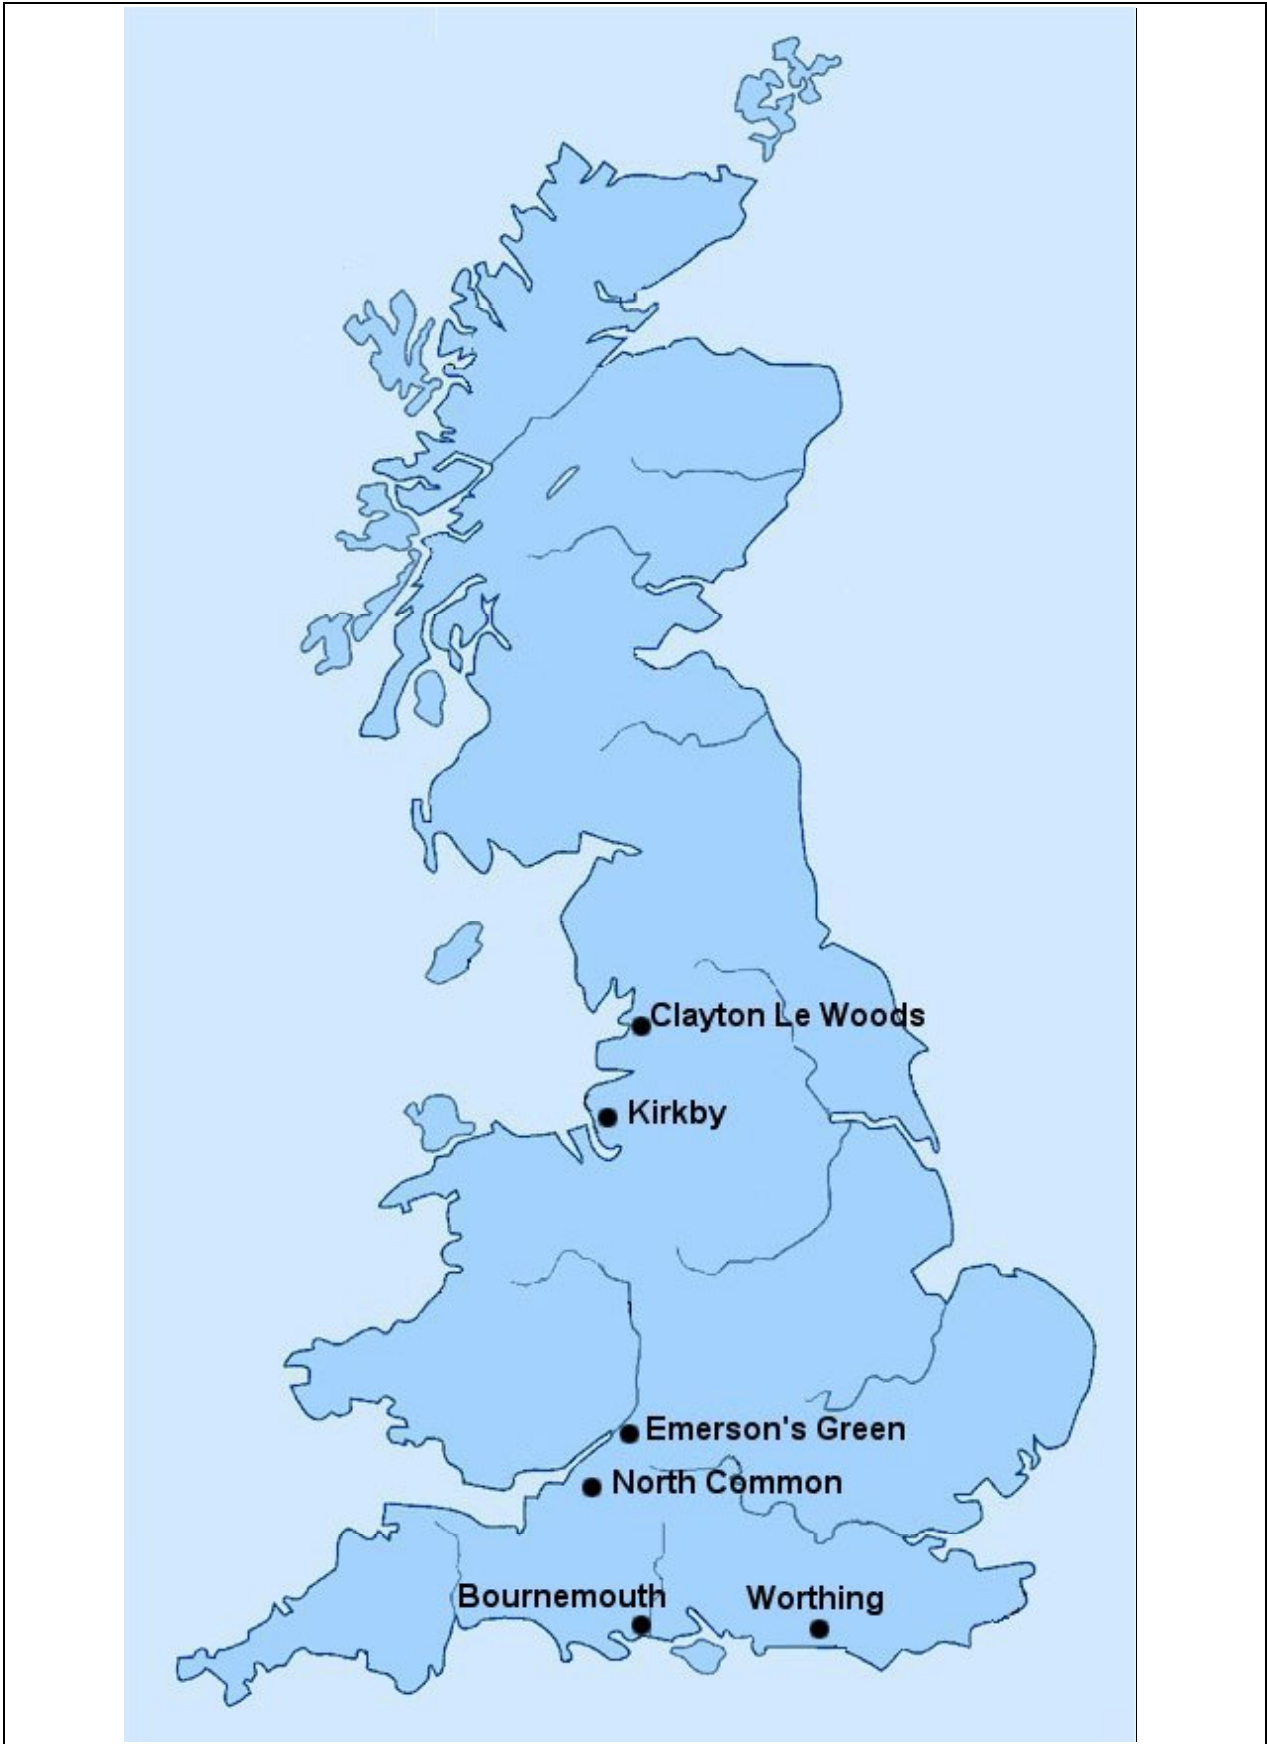 Clayton Le Woods
Kirkby
Emerson's Green
North Common
Bournemouth
Worthing